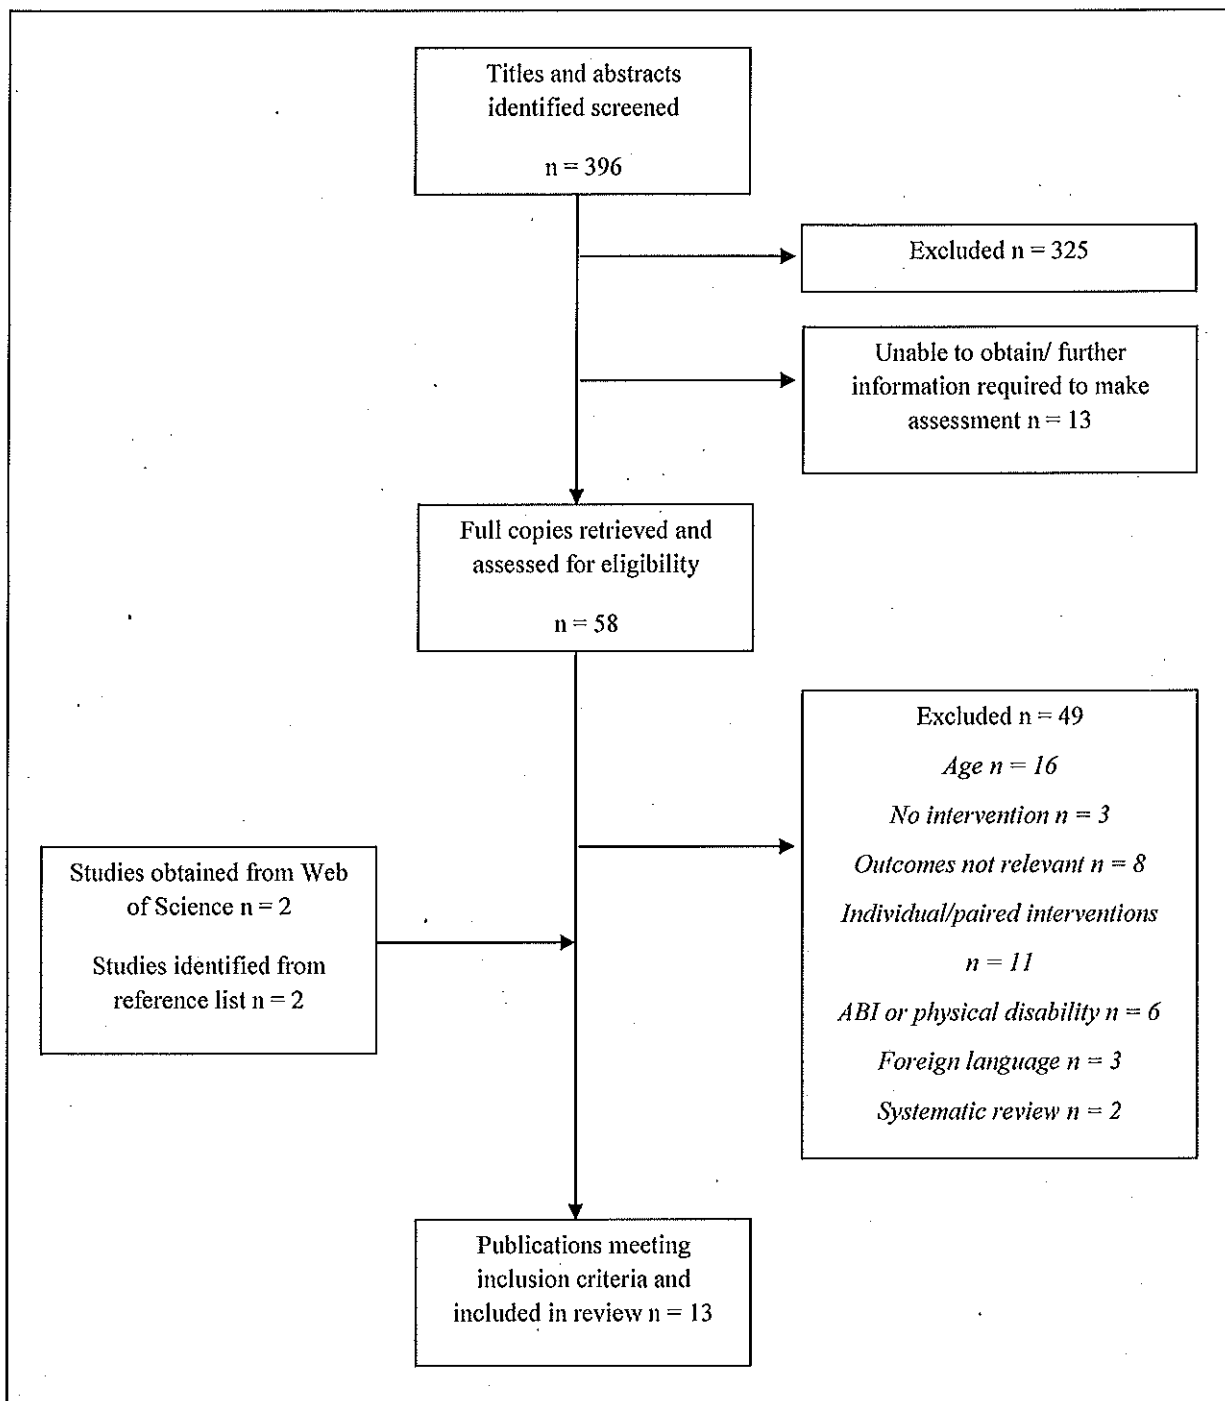 Titles and abstracts
identified screened
n = 396
Excluded n = 325
Unable to obtain/ further
information required to make
assessment n = 13
Full copies retrieved and
assessed for eligibility
n = 58
Excluded n = 49
Age n = 16
No intervention n = 3
Outcomes not relevant n = 8
Individual/paired interventions
n = 11
ABI or physical disability n = 6
Foreign language n = 3
Systematic review n = 2
Studies obtained from Web
of Science n = 2
Studies identified from
reference list n = 2
Publications meeting
inclusion criteria and
included in review n = 13